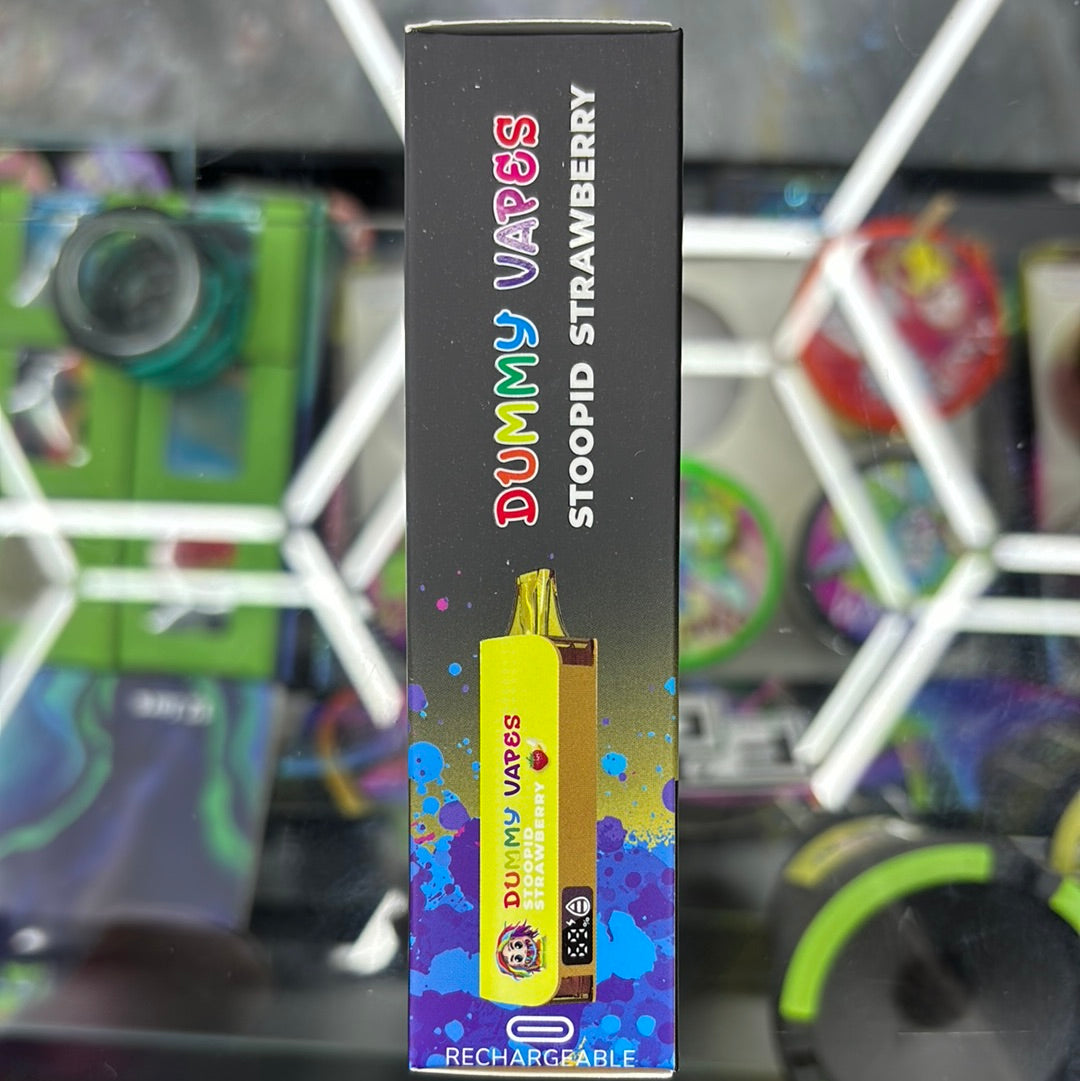 DUMMY VAPES
STOOPID STRAWBERRY
DUMMY VAPES
STOOPID
STRAWBERRY
RECHARGEABLE